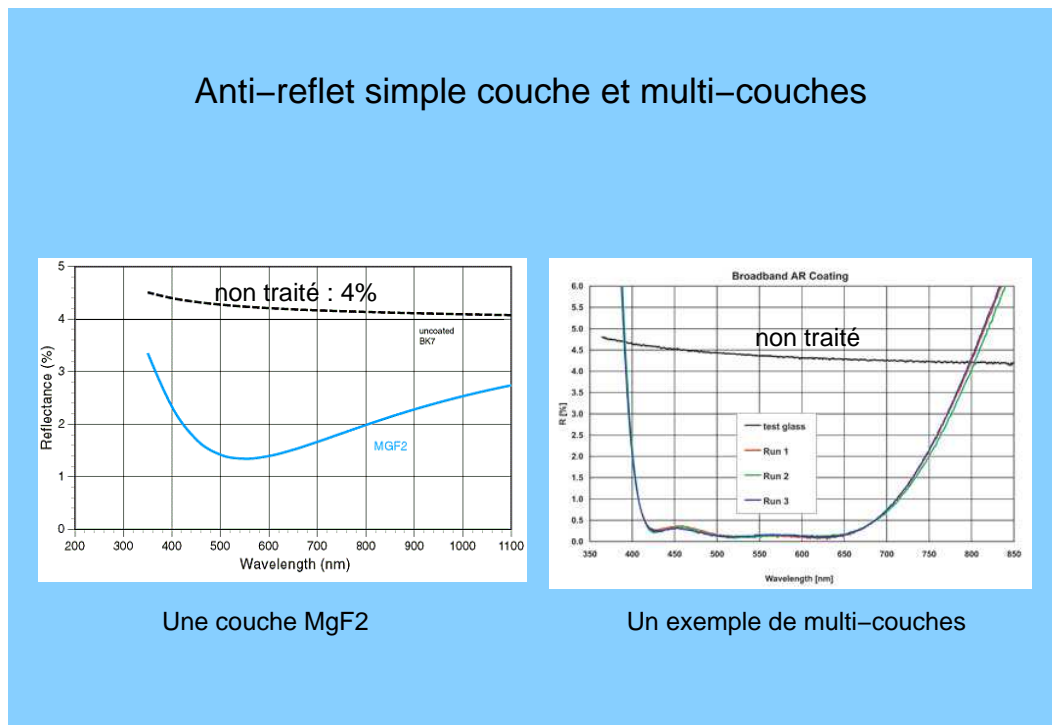 Anti−reflet simple couche et multi−couches
5
4
3
2
1
0
Reflectance (%)
non traité : 4%
uncoated
BK7
MGF2
200 300 400 500 600 700 800 900 1000 1100
Wavelength (nm)
Broadband AR Coating
6.0
5.5
5.0
4.5
4.0
3.5
3.0
2.5
2.0
1.5
1.0
0.5
0.0
R [%]
non traité
test glass
Run 1
Run 2
Run 3
350 400 450 500 550 600 650 700 750 800 850
Wavelength [nm]
Une couche MgF2
Un exemple de multi−couches